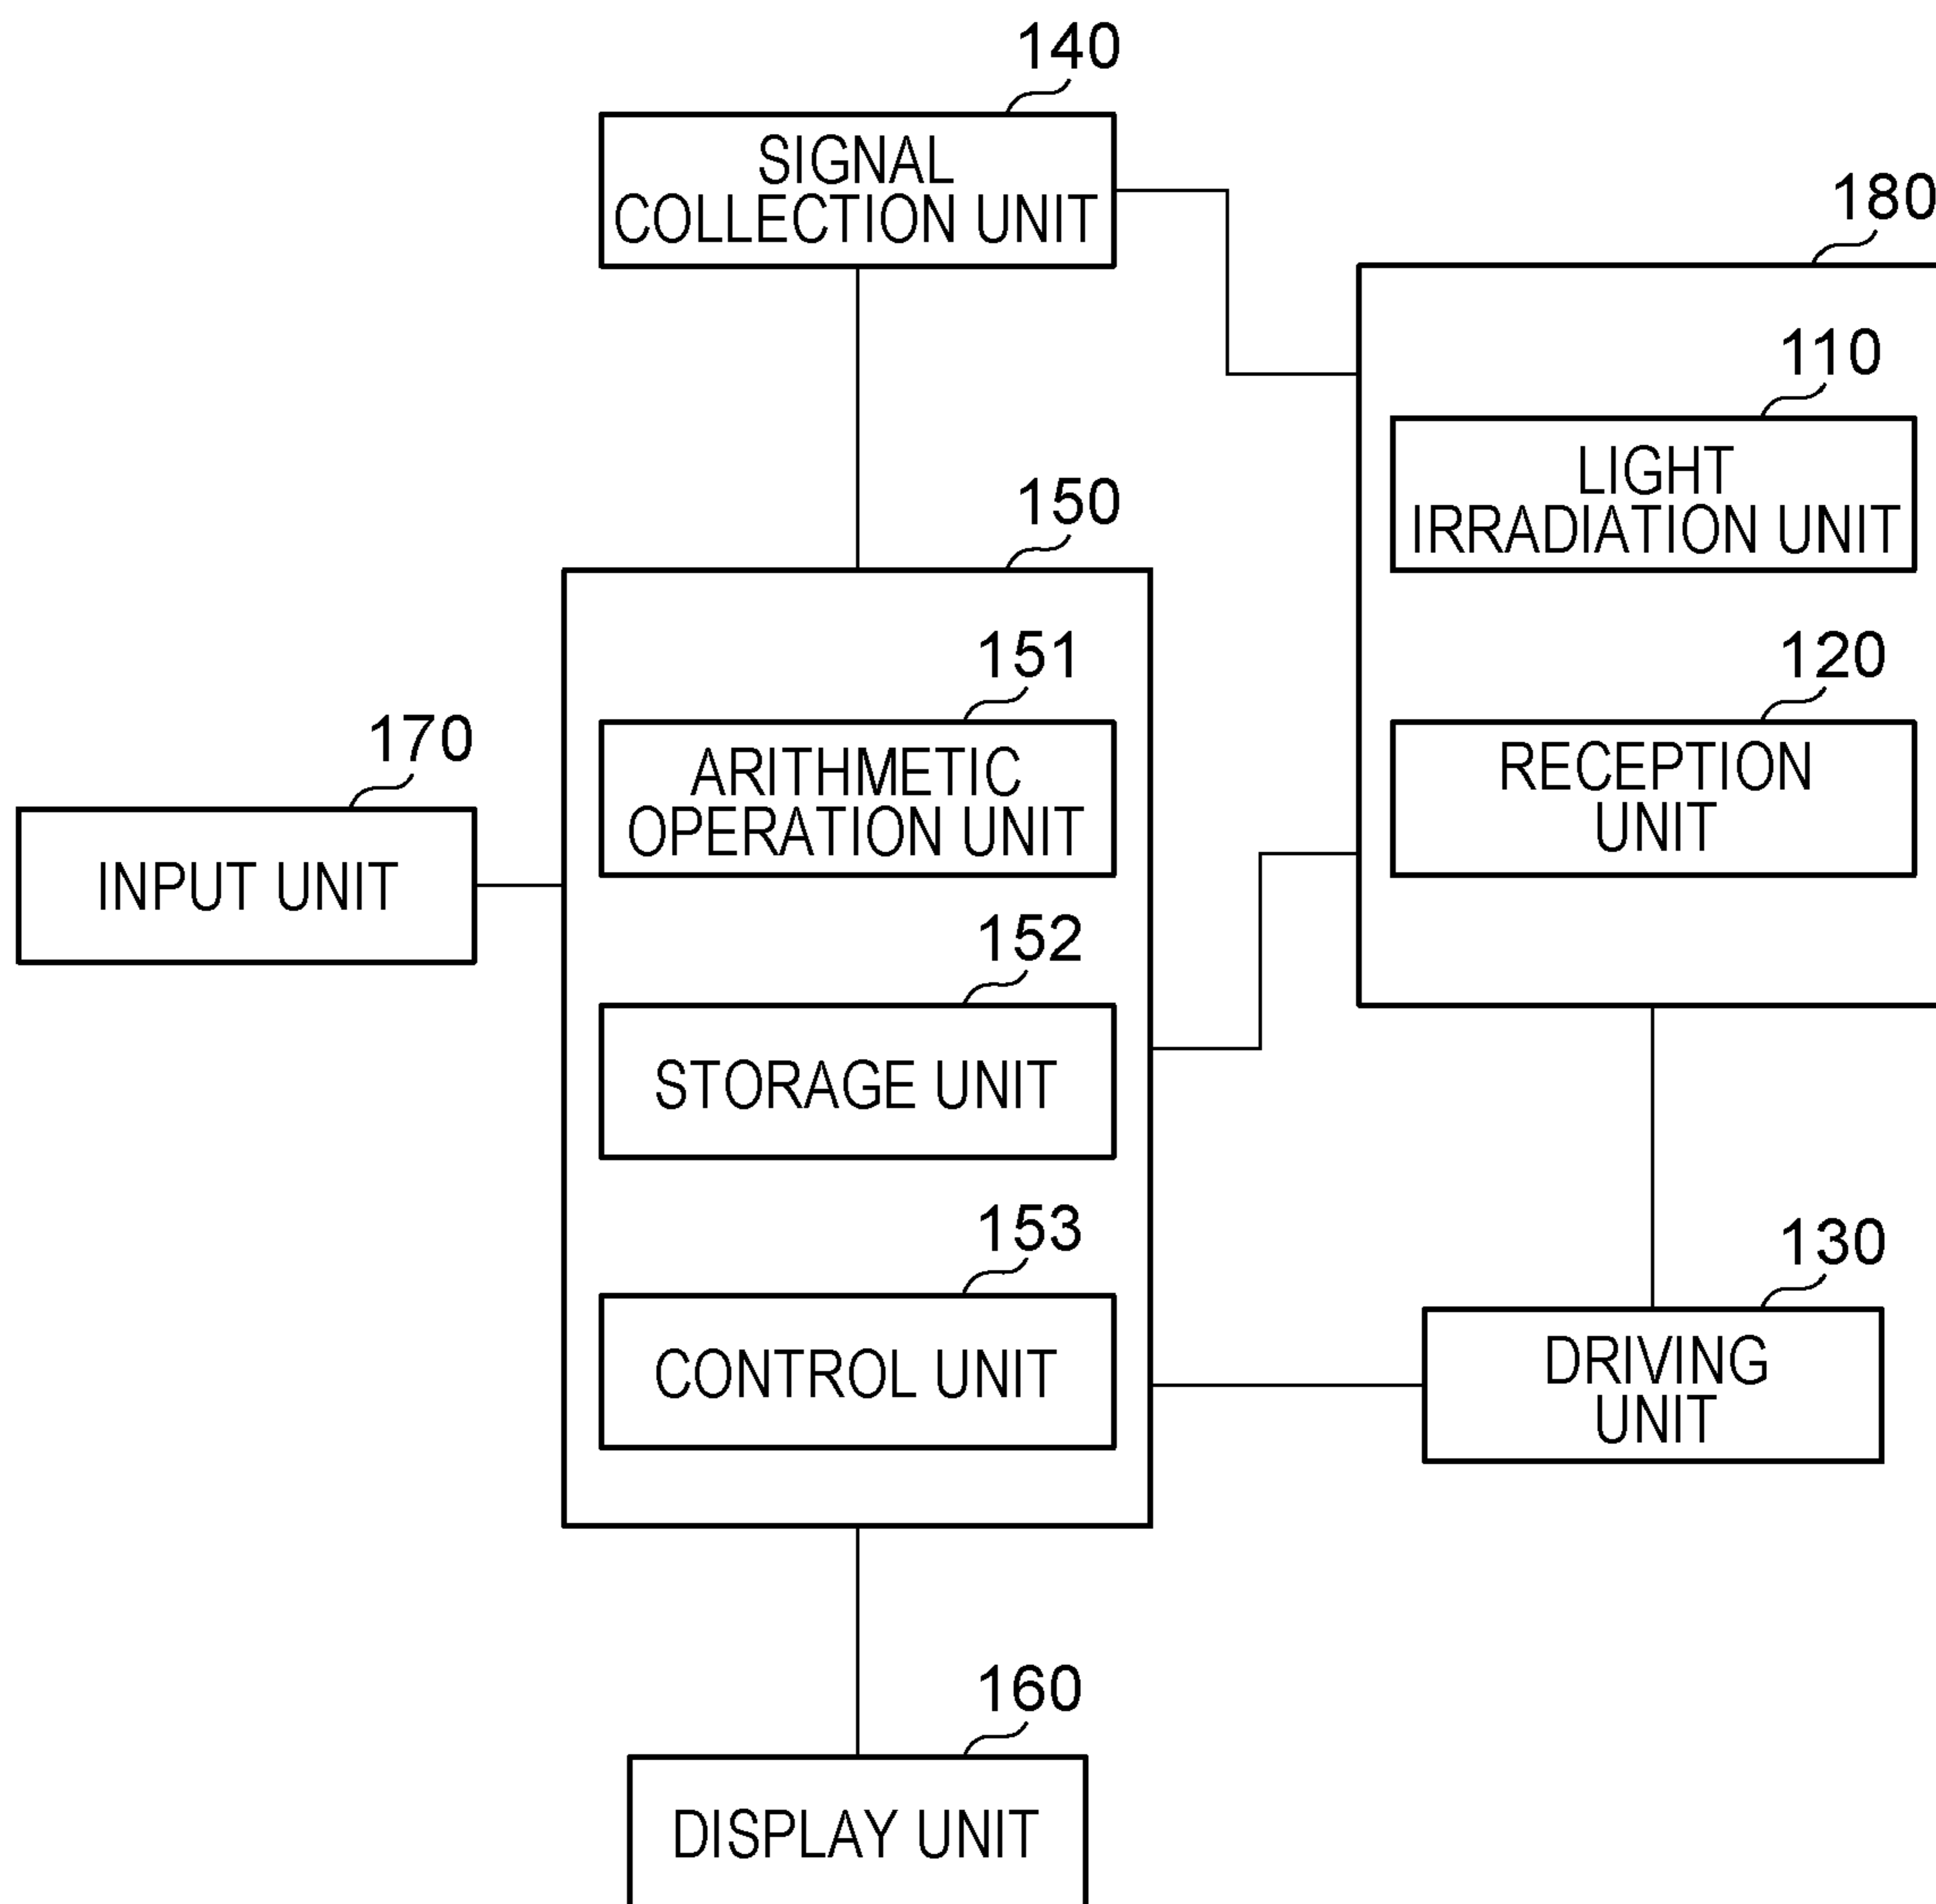 140
SIGNAL
COLLECTION UNIT
180
110
LIGHT
IRRADIATION UNIT
150
151
ARITHMETIC
OPERATION UNIT
120
RECEPTION
UNIT
170
INPUT UNIT
152
STORAGE UNIT
153
CONTROL UNIT
130
DRIVING
UNIT
160
DISPLAY UNIT